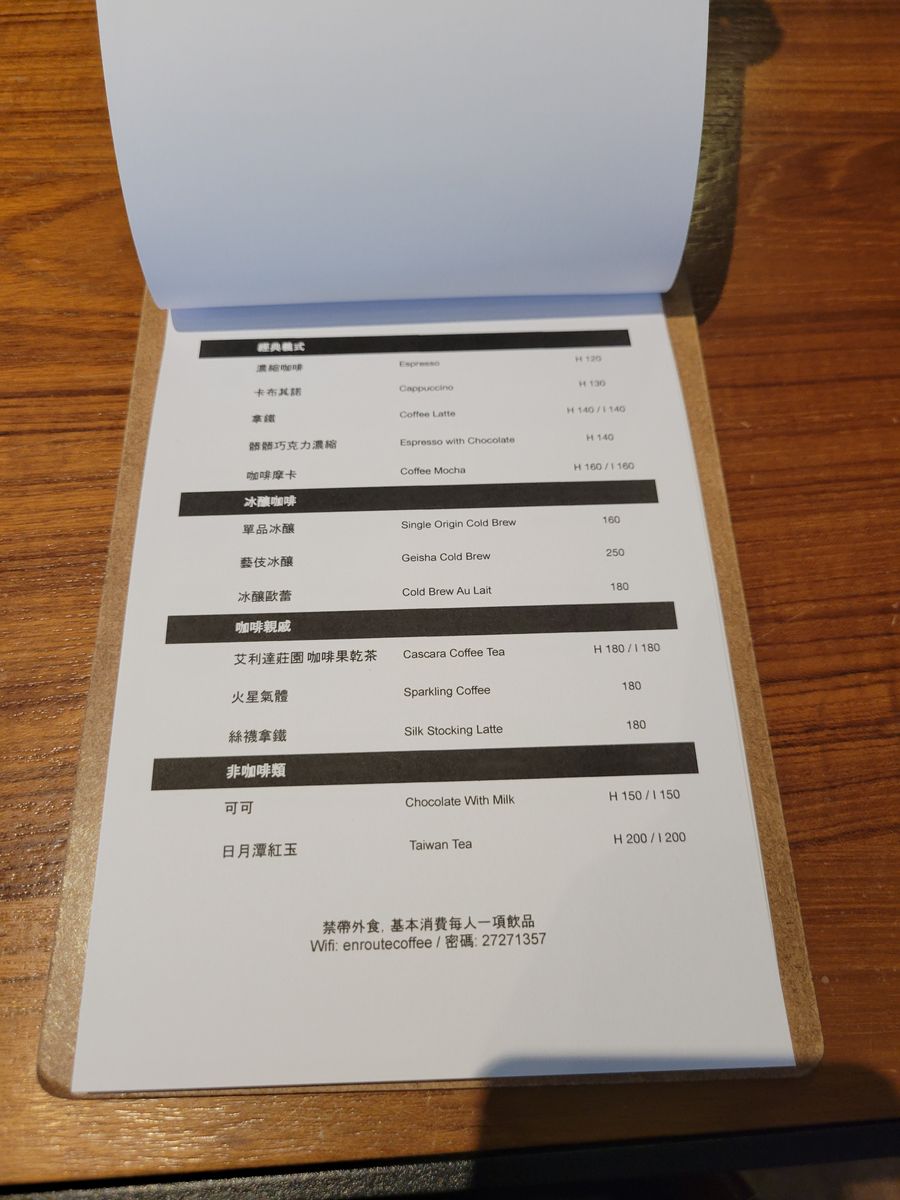 經典義式
濃縮咖啡 Espresso H 120
卡布其諾 Cappuccino H 130
拿鐵 Coffee Latte H 140 / I 140
髒髒巧克力濃縮 Espresso with Chocolate H 140
咖啡摩卡 Coffee Mocha H 160 / I 160
冰釀咖啡
單品冰釀 Single Origin Cold Brew 160
藝伎冰釀 Geisha Cold Brew 250
冰釀歐蕾 Cold Brew Au Lait 180
咖啡親戚
艾利達莊園 咖啡果乾茶 Cascara Coffee Tea H 180 / I 180
火星氣體 Sparkling Coffee 180
絲襪拿鐵 Silk Stocking Latte 180
非咖啡類
可可 Chocolate With Milk H 150 / I 150
日月潭紅玉 Taiwan Tea H 200 / I 200
禁帶外食, 基本消費每人一項飲品
Wifi: enroutecoffee / 密碼: 27271357